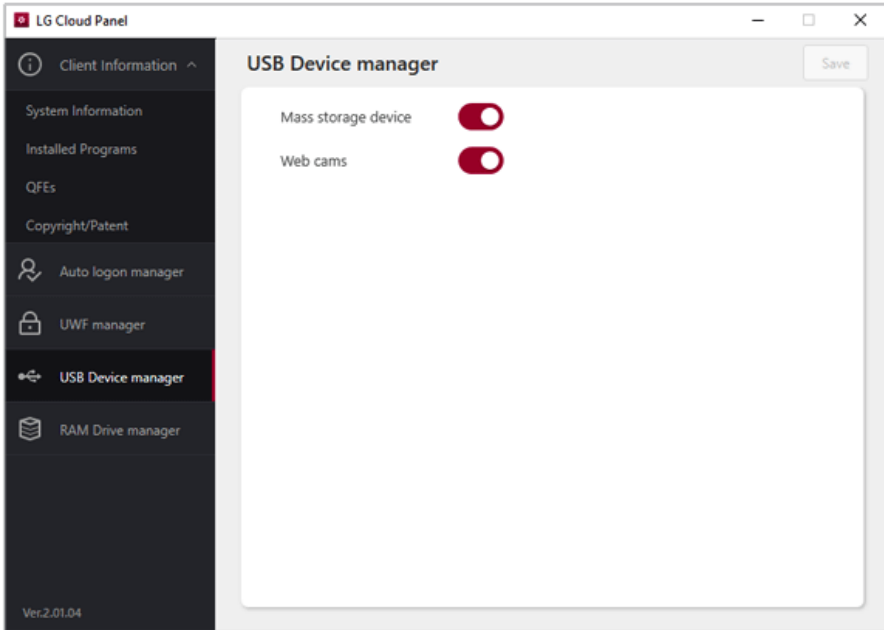 LG Cloud Panel
Client Information
System Information
Installed Programs
QFEs
Copyright/Patent
Auto logon manager
UWF manager
USB Device manager
RAM Drive manager
Ver.2.01.04
USB Device manager
Save
Mass storage device
Web cams